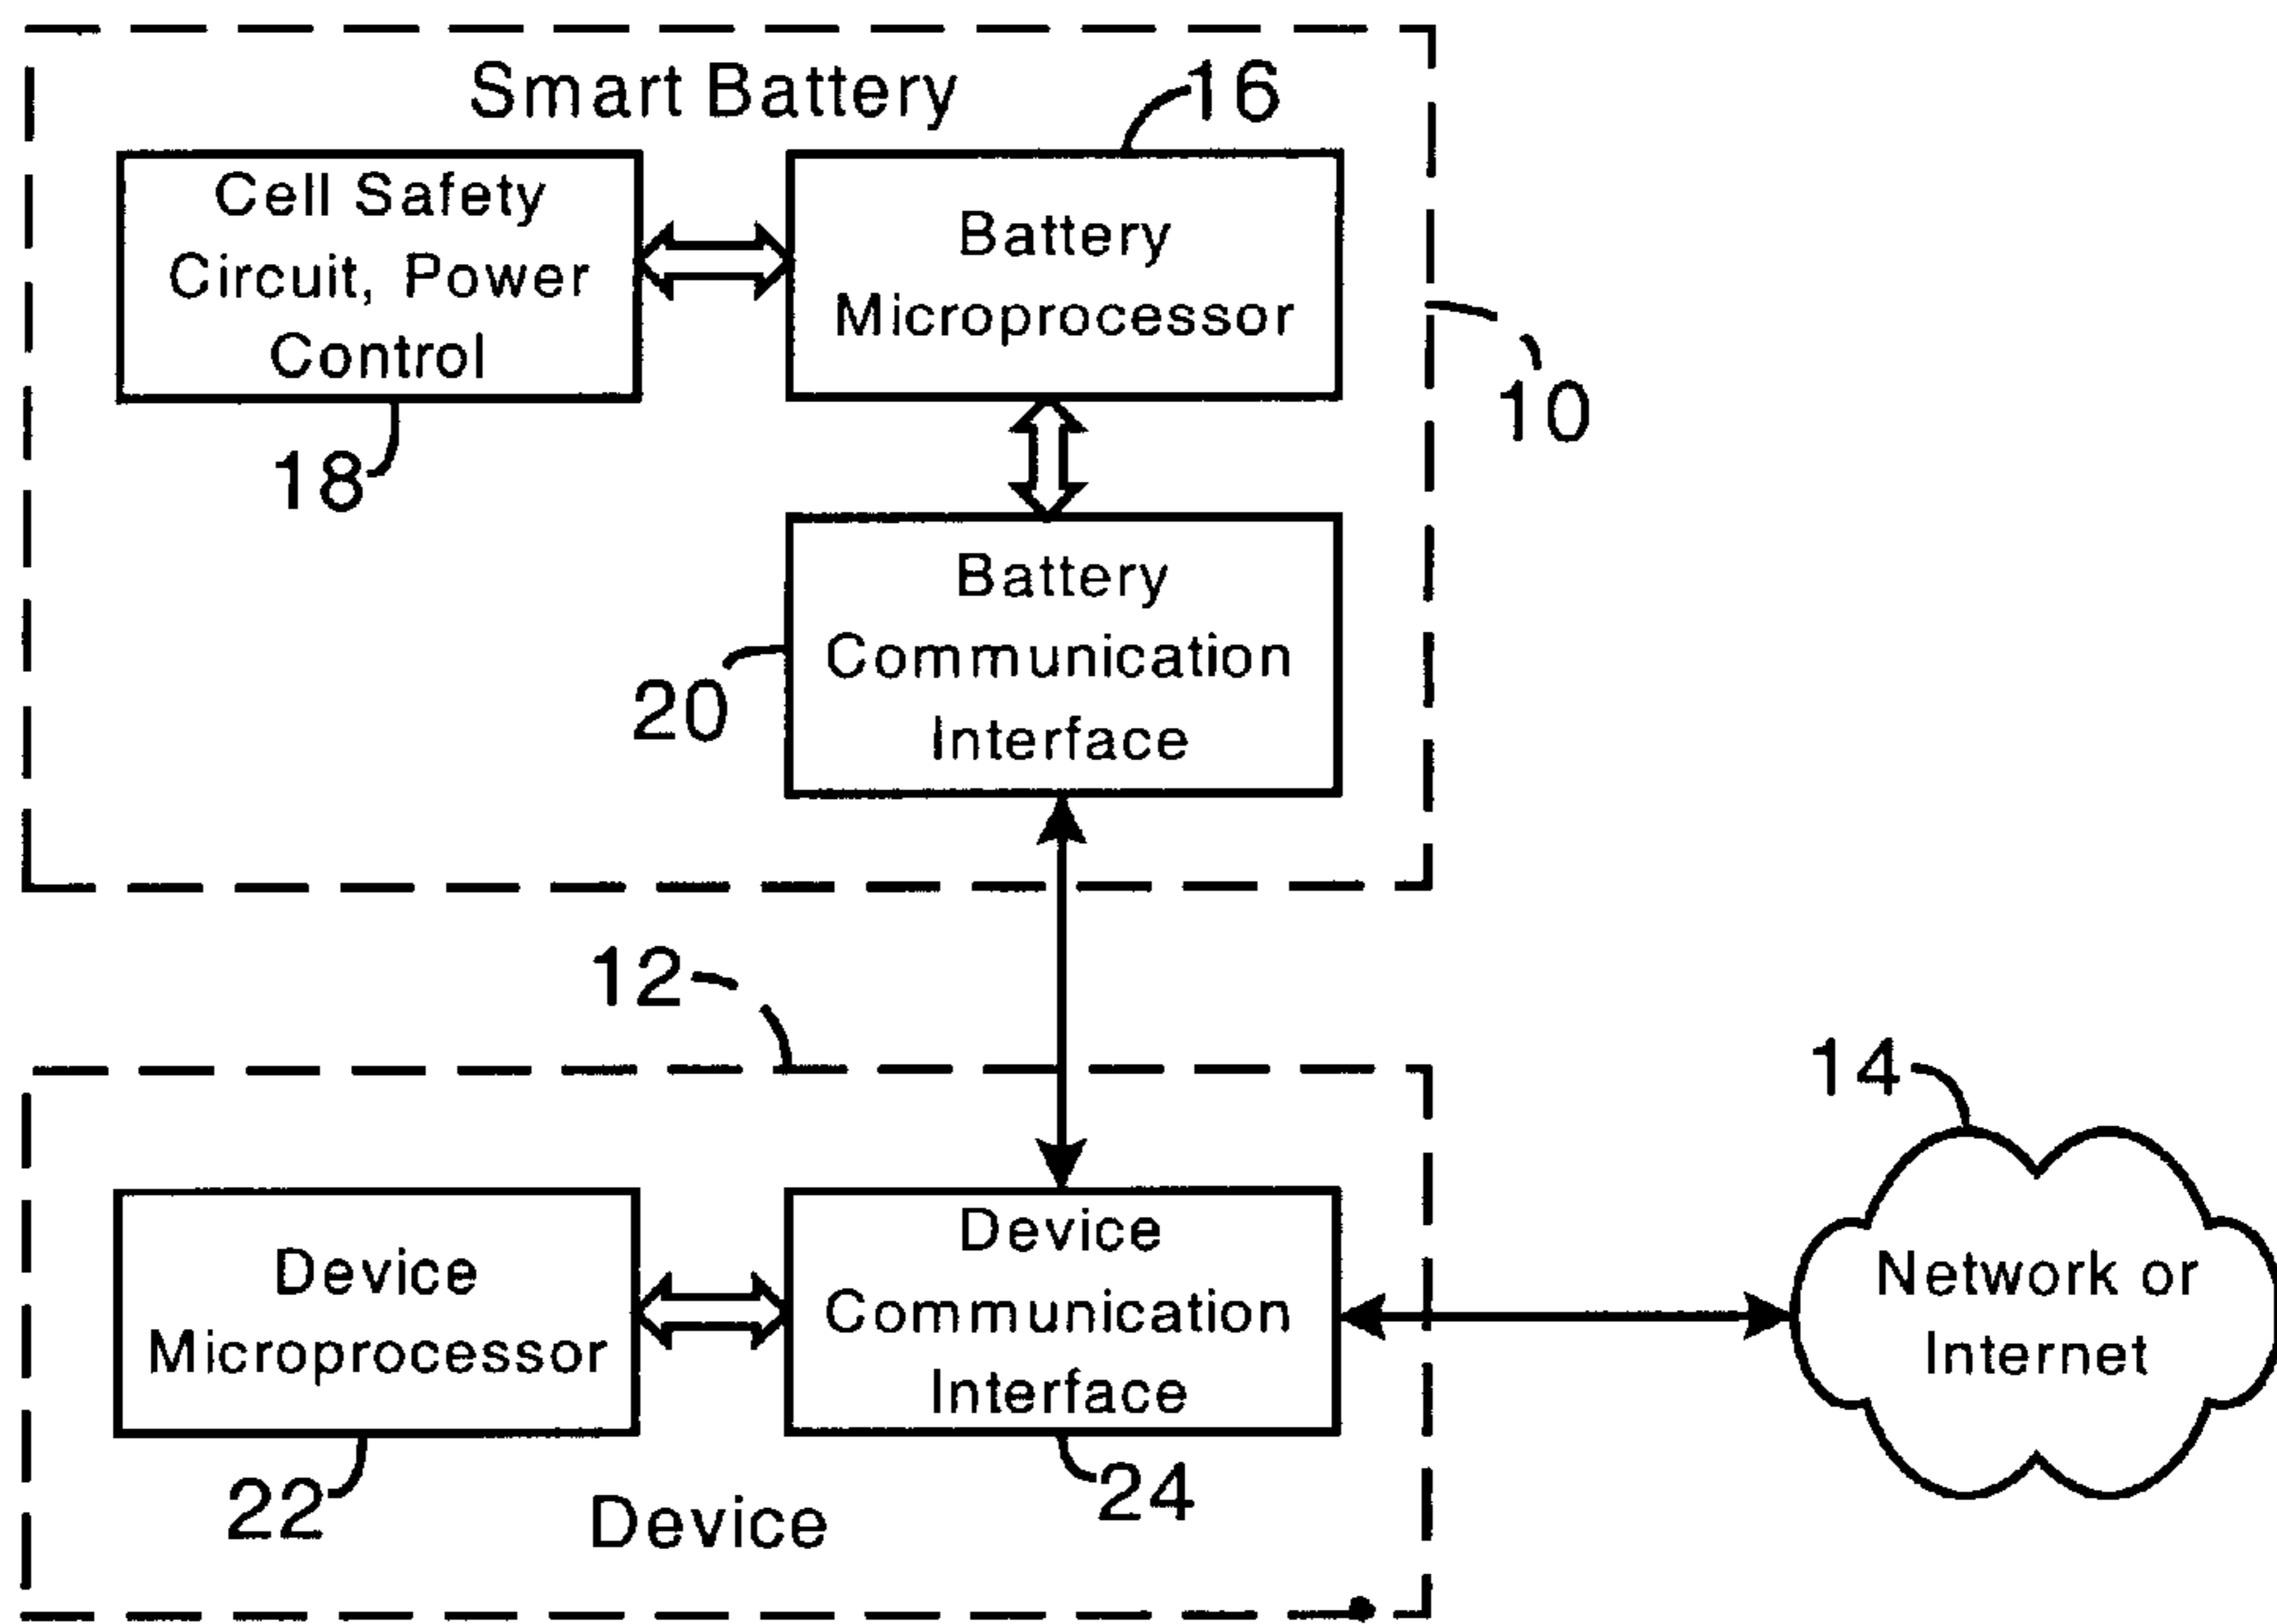 Smart Battery
16
Cell Safety
Circuit, Power
Control
18
Battery
Microprocessor
10
Battery
Communication
Interface
20
12
14
Device
Microprocessor
22
Device
Communication
Interface
24
Device
Network or
Internet